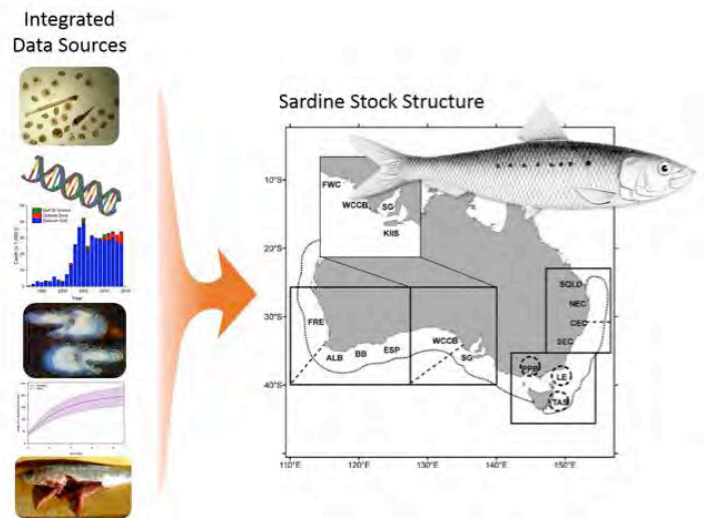 Integrated
Data Sources
Sardine Stock Structure
FWC
WCCB
SG
KIIS
10°S
20°S
30°S
40°S
FRE
ALB
BB
ESP
WCCB
SG
SQLD
NEC
CEC
SEC
PPB
LE
TAS
110°E
120°E
130°E
140°E
150°E